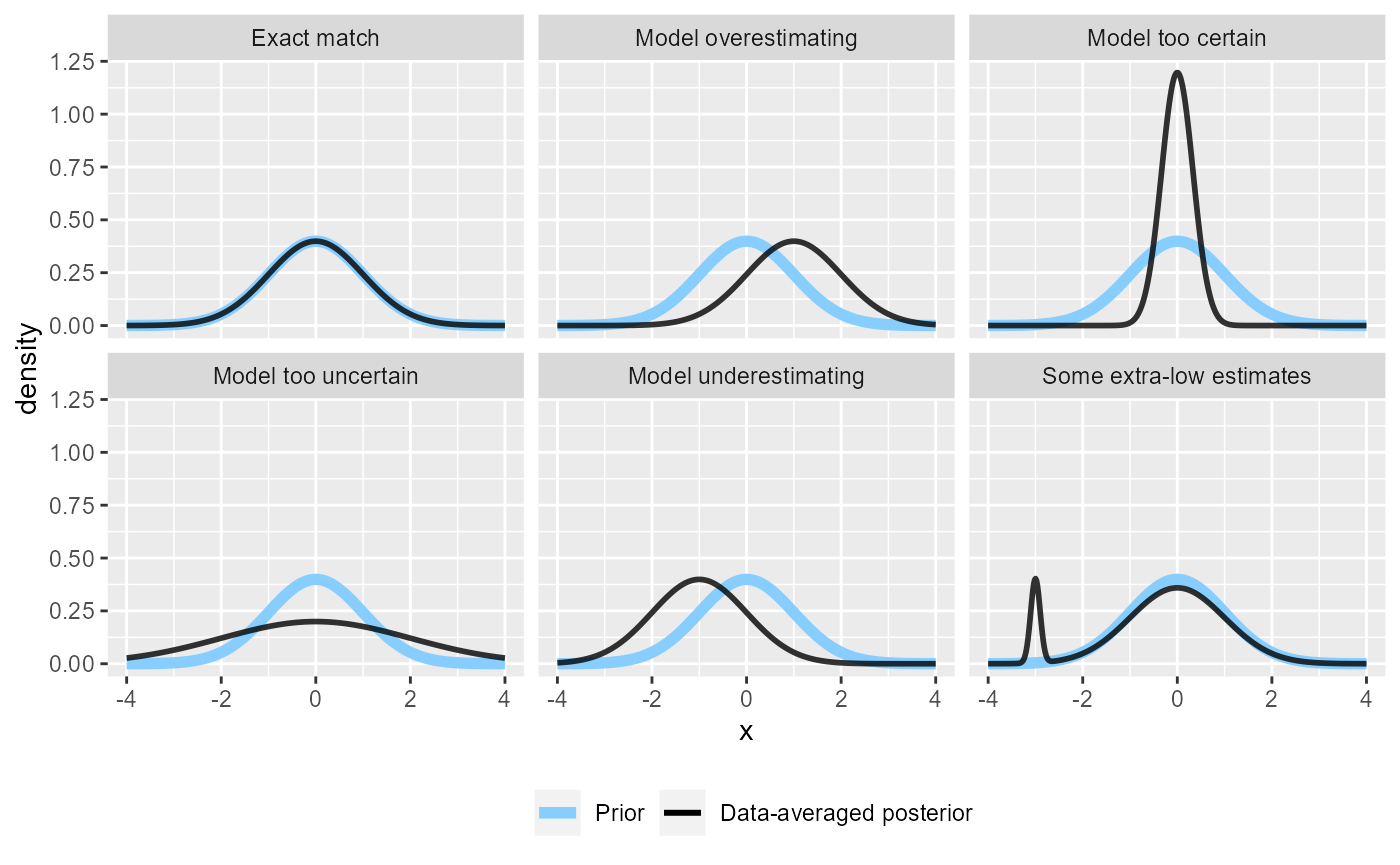 Exact match
Model overestimating
Model too certain
1.25
1.00
0.75
0.50
0.25
0.00
Model too uncertain
Model underestimating
Some extra-low estimates
1.25
1.00
0.75
0.50
0.25
0.00
density
-4 -2 0 2 4
-4 -2 0 2 4
-4 -2 0 2 4
x
Prior
Data-averaged posterior